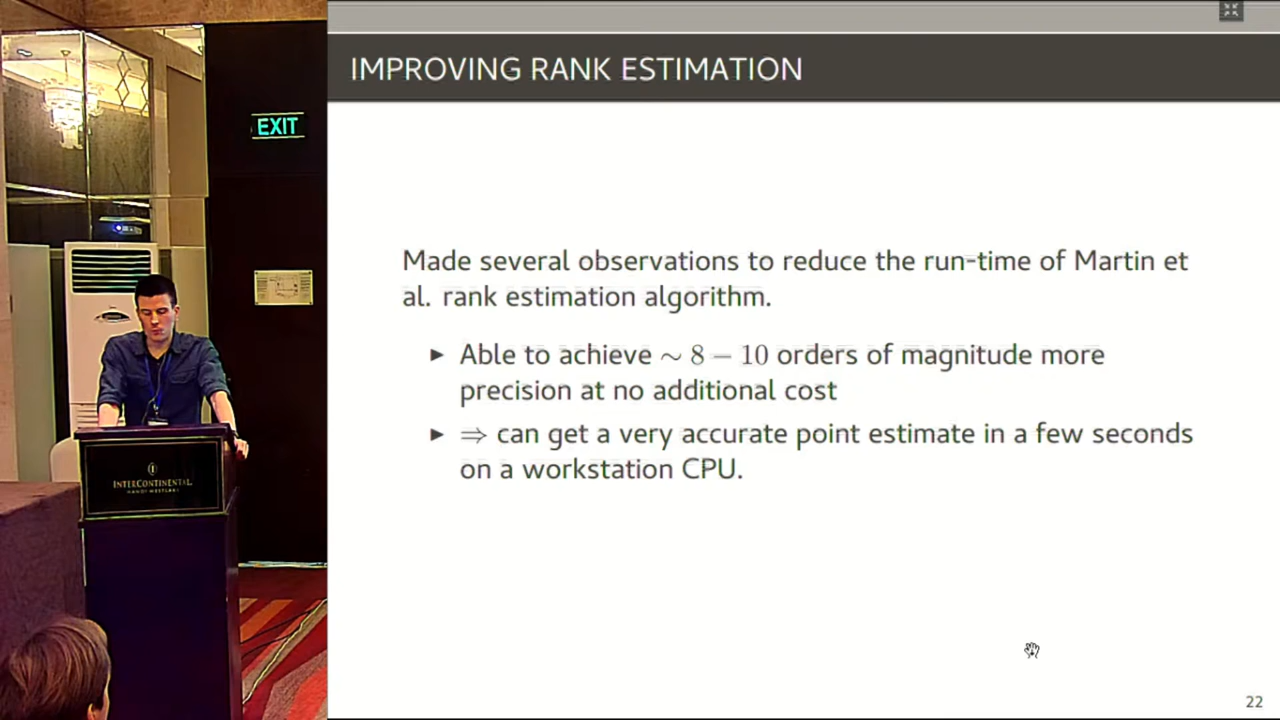 IMPROVING RANK ESTIMATION
EXIT
Made several observations to reduce the run-time of Martin et
al. rank estimation algorithm.
▶ Able to achieve ∼ 8 − 10 orders of magnitude more
precision at no additional cost
▶ ⇒ can get a very accurate point estimate in a few seconds
on a workstation CPU.
INTERCONTINENTAL
HANOI WESTLAKE
22